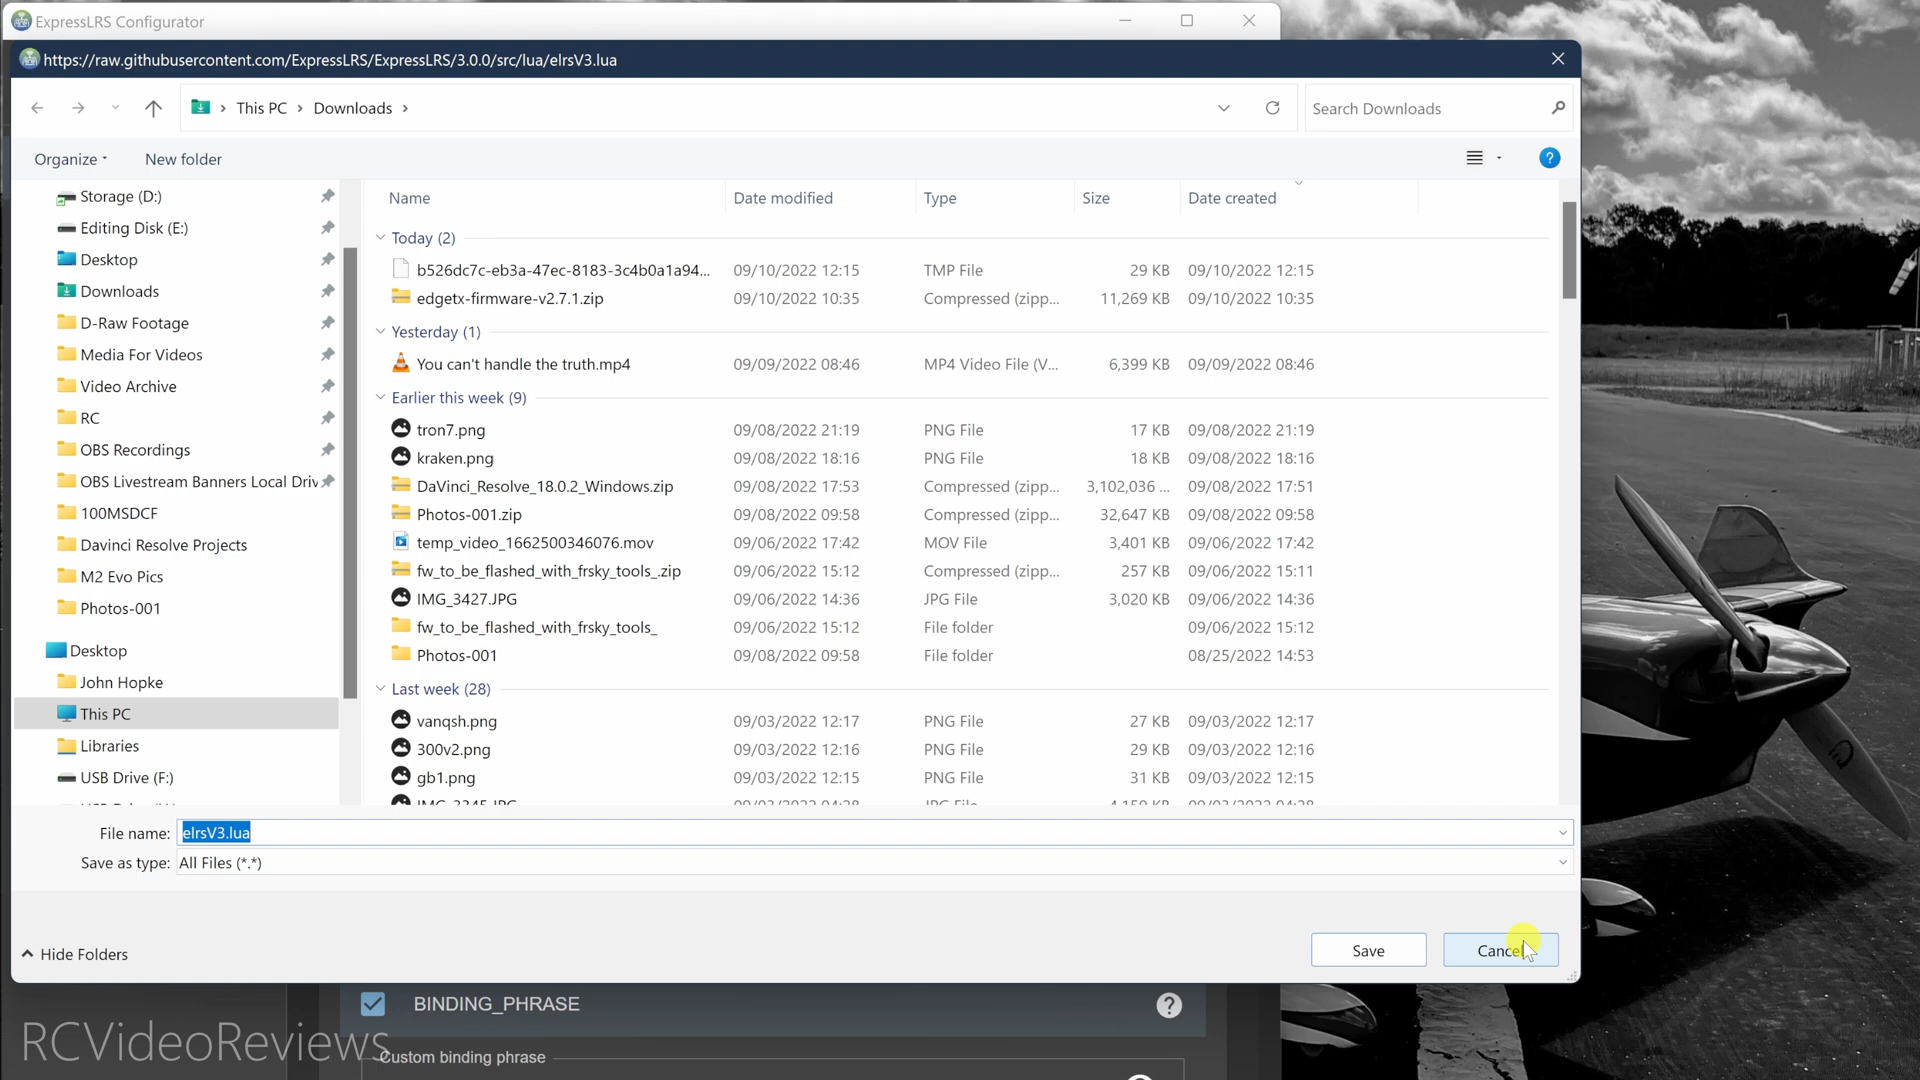 ExpressLRS Configurator
https://raw.githubusercontent.com/ExpressLRS/ExpressLRS/3.0.0/src/lua/elrsV3.lua
This PC > Downloads >
Search Downloads
Organize
New folder
?
Storage (D:)
Editing Disk (E:)
Desktop
Downloads
D-Raw Footage
Media For Videos
Video Archive
RC
OBS Recordings
OBS Livestream Banners Local Driv
100MSDCF
Davinci Resolve Projects
M2 Evo Pics
Photos-001
Desktop
John Hopke
This PC
Libraries
USB Drive (F:)
Name Date modified Type Size Date created
Today (2)
b526dc7c-eb3a-47ec-8183-3c4b0a1a94... 09/10/2022 12:15 TMP File 29 KB 09/10/2022 12:15
edgetx-firmware-v2.7.1.zip 09/10/2022 10:35 Compressed (zipp... 11,269 KB 09/10/2022 10:35
Yesterday (1)
You can't handle the truth.mp4 09/09/2022 08:46 MP4 Video File (V... 6,399 KB 09/09/2022 08:46
Earlier this week (9)
tron7.png 09/08/2022 21:19 PNG File 17 KB 09/08/2022 21:19
kraken.png 09/08/2022 18:16 PNG File 18 KB 09/08/2022 18:16
DaVinci_Resolve_18.0.2_Windows.zip 09/08/2022 17:53 Compressed (zipp... 3,102,036 ... 09/08/2022 17:51
Photos-001.zip 09/08/2022 09:58 Compressed (zipp... 32,647 KB 09/08/2022 09:58
temp_video_1662500346076.mov 09/06/2022 17:42 MOV File 3,401 KB 09/06/2022 17:42
fw_to_be_flashed_with_frsky_tools_.zip 09/06/2022 15:12 Compressed (zipp... 257 KB 09/06/2022 15:11
IMG_3427.JPG 09/06/2022 14:36 JPG File 3,020 KB 09/06/2022 14:36
fw_to_be_flashed_with_frsky_tools_ 09/06/2022 15:12 File folder 09/06/2022 15:12
Photos-001 09/08/2022 09:58 File folder 08/25/2022 14:53
Last week (28)
vanqsh.png 09/03/2022 12:17 PNG File 27 KB 09/03/2022 12:17
300v2.png 09/03/2022 12:16 PNG File 29 KB 09/03/2022 12:16
gb1.png 09/03/2022 12:15 PNG File 31 KB 09/03/2022 12:15
File name: elrsV3.lua
Save as type: All Files (*.*)
Hide Folders
Save
Cancel
BINDING_PHRASE
?
RCVideoReviews
Custom binding phrase